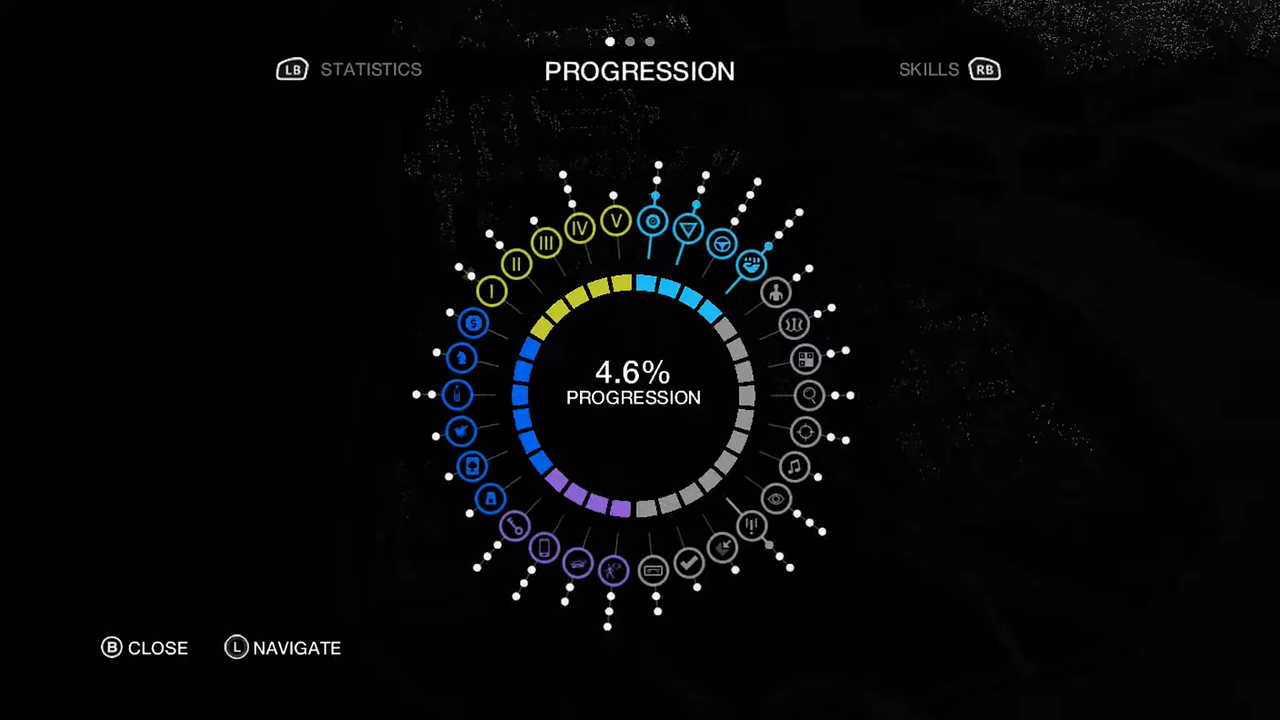 LB STATISTICS
PROGRESSION
SKILLS RB
I
II
III
IV
V
4.6%
PROGRESSION
B CLOSE
L NAVIGATE